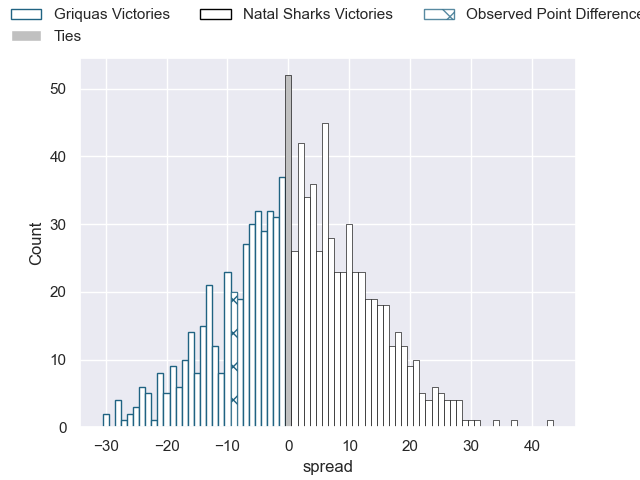 Griquas Victories
Natal Sharks Victories
Observed Point Difference
Ties
50
40
30
20
10
0
Count
−30 −20 −10 0 10 20 30 40
spread